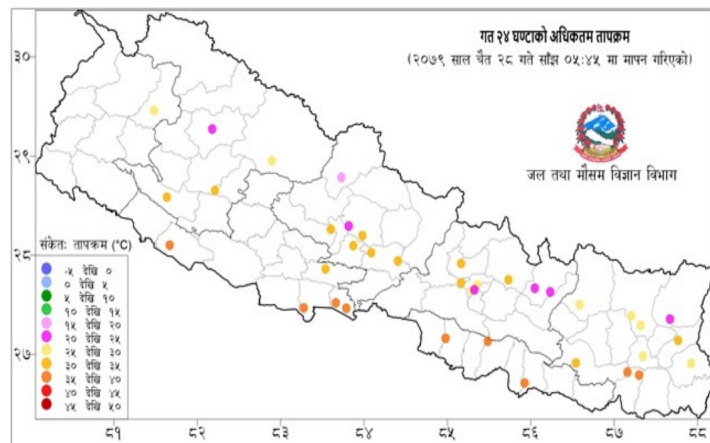 गत २४ घण्टाको अधिकतम तापक्रम
(२०७९ साल चैत २८ गते साँझ ०५:४५ मा मापन गरिएको)
जल तथा मौसम विज्ञान विभाग
३०
२९
२८
२७
संकेतः तापक्रम (°C)
-५ देखि ०
० देखि ५
५ देखि १०
१० देखि १५
१५ देखि २०
२० देखि २५
२५ देखि ३०
३० देखि ३५
३५ देखि ४०
४० देखि ४५
४५ देखि ५०
८१ ८२ ८३ ८४ ८५ ८६ ८७ ८८